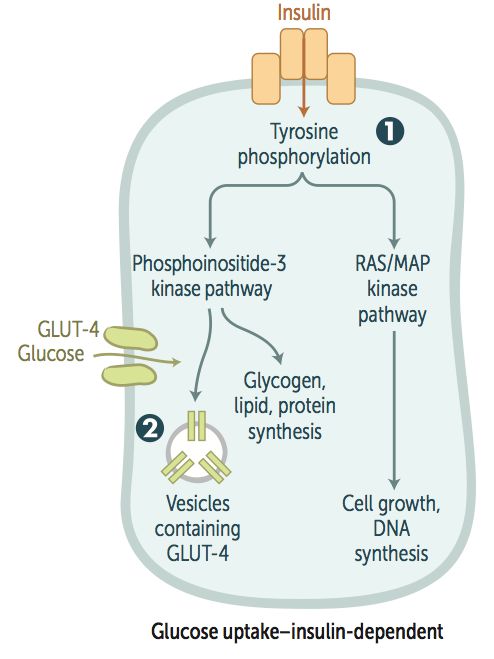 Insulin
Tyrosine
phosphorylation
1
Phosphoinositide-3
kinase pathway
RAS/MAP
kinase
pathway
GLUT-4
Glucose
Glycogen,
lipid, protein
synthesis
2
Vesicles
containing
GLUT-4
Cell growth,
DNA
synthesis
Glucose uptake–insulin-dependent